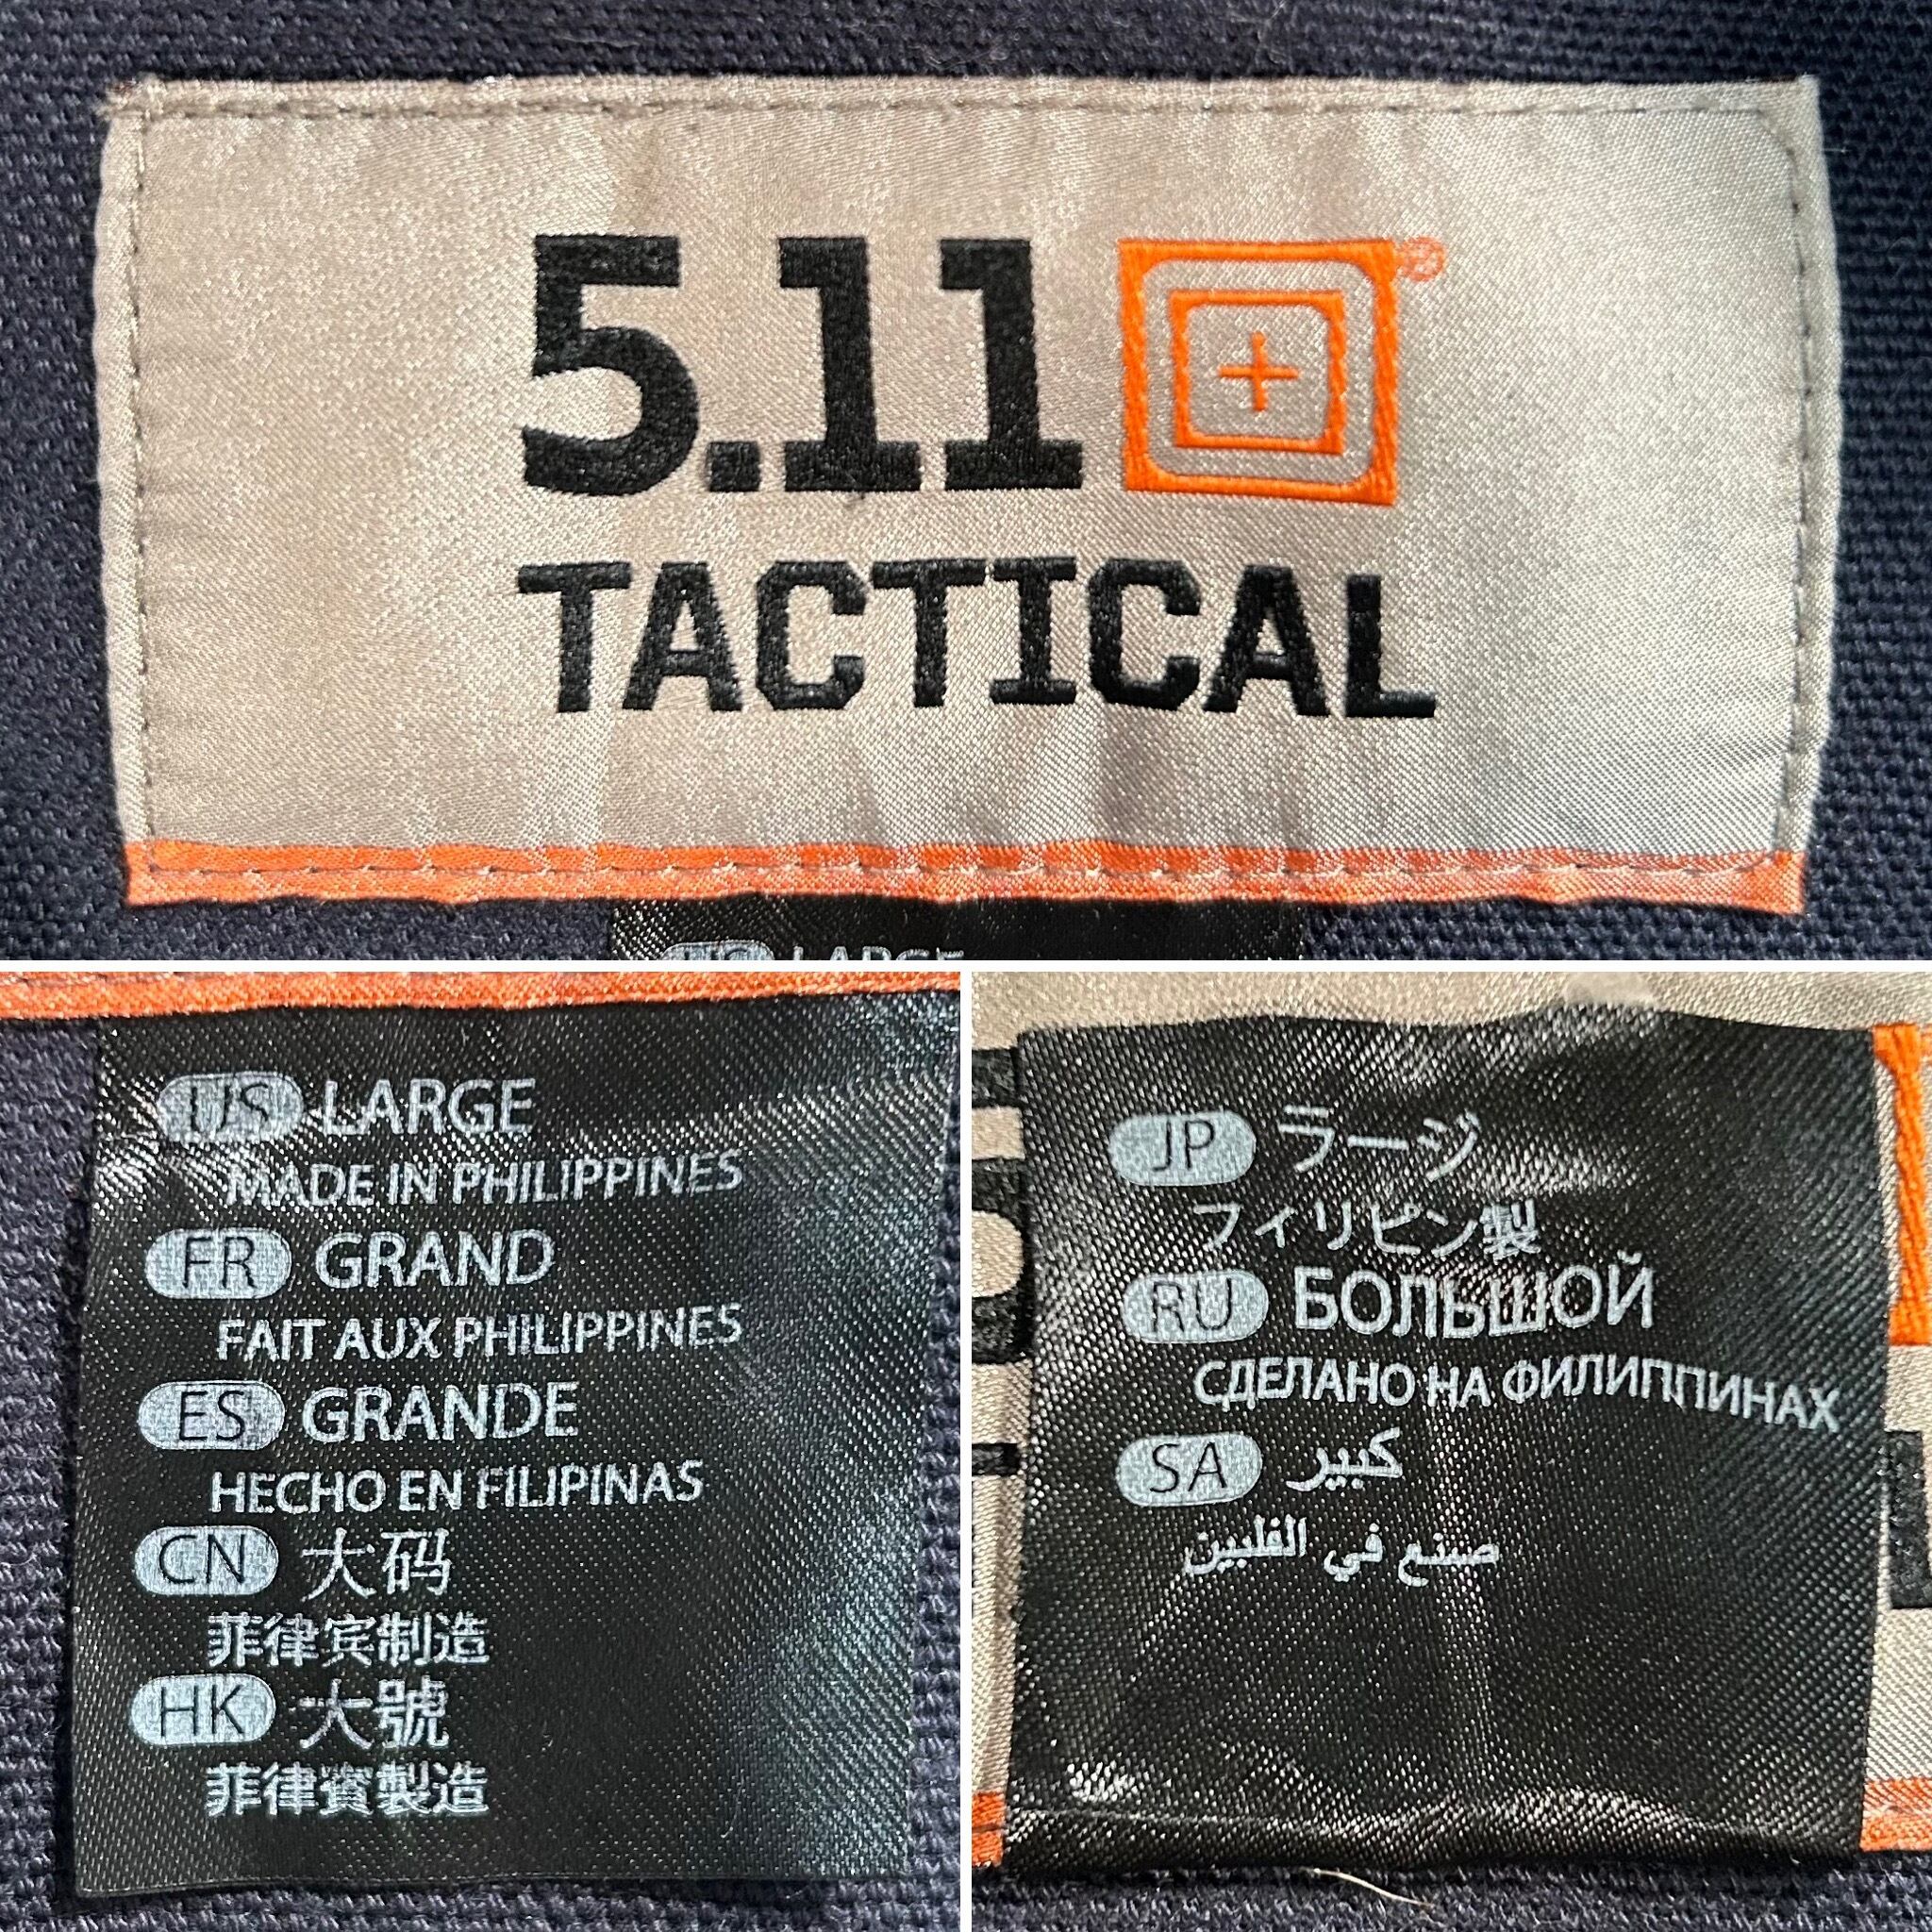 5.11®
TACTICAL
US LARGE
US LARGE
MADE IN PHILIPPINES
FR GRAND
FAIT AUX PHILIPPINES
ES GRANDE
HECHO EN FILIPINAS
CN 大码
菲律宾制造
HK 大號
菲律賓製造
JP ラージ
フィリピン製
RU БОЛЬШОЙ
СДЕЛАНО НА ФИЛИППИНАХ
SA كبير
صنع في الفلبين